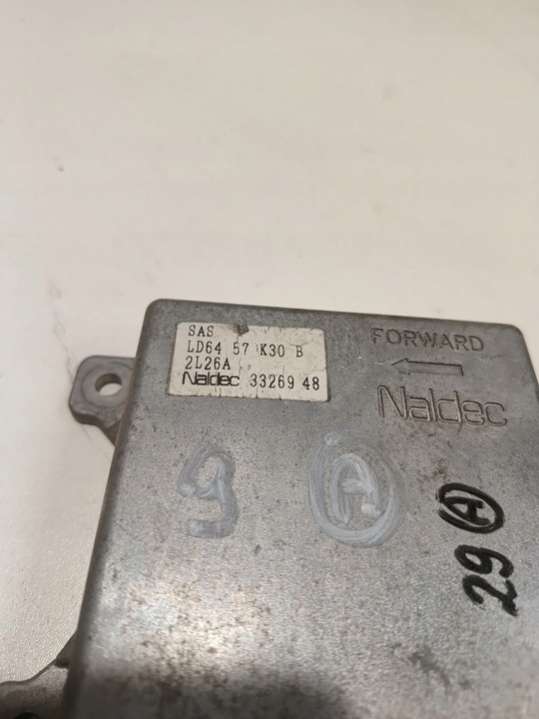 SAS
LD64 57 K30 B
2L26A
Naldec 33269 48
FORWARD
Naldec
9 A
29 A